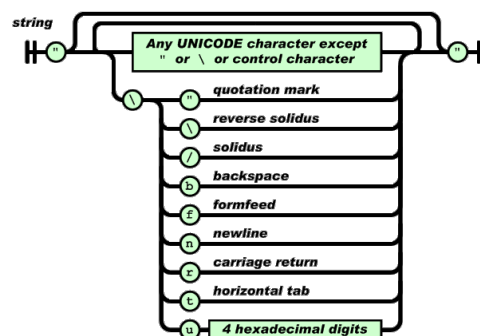 string
" Any UNICODE character except "
" or \ or control character
\ " quotation mark
\ reverse solidus
/ solidus
b backspace
f formfeed
n newline
r carriage return
t horizontal tab
u 4 hexadecimal digits